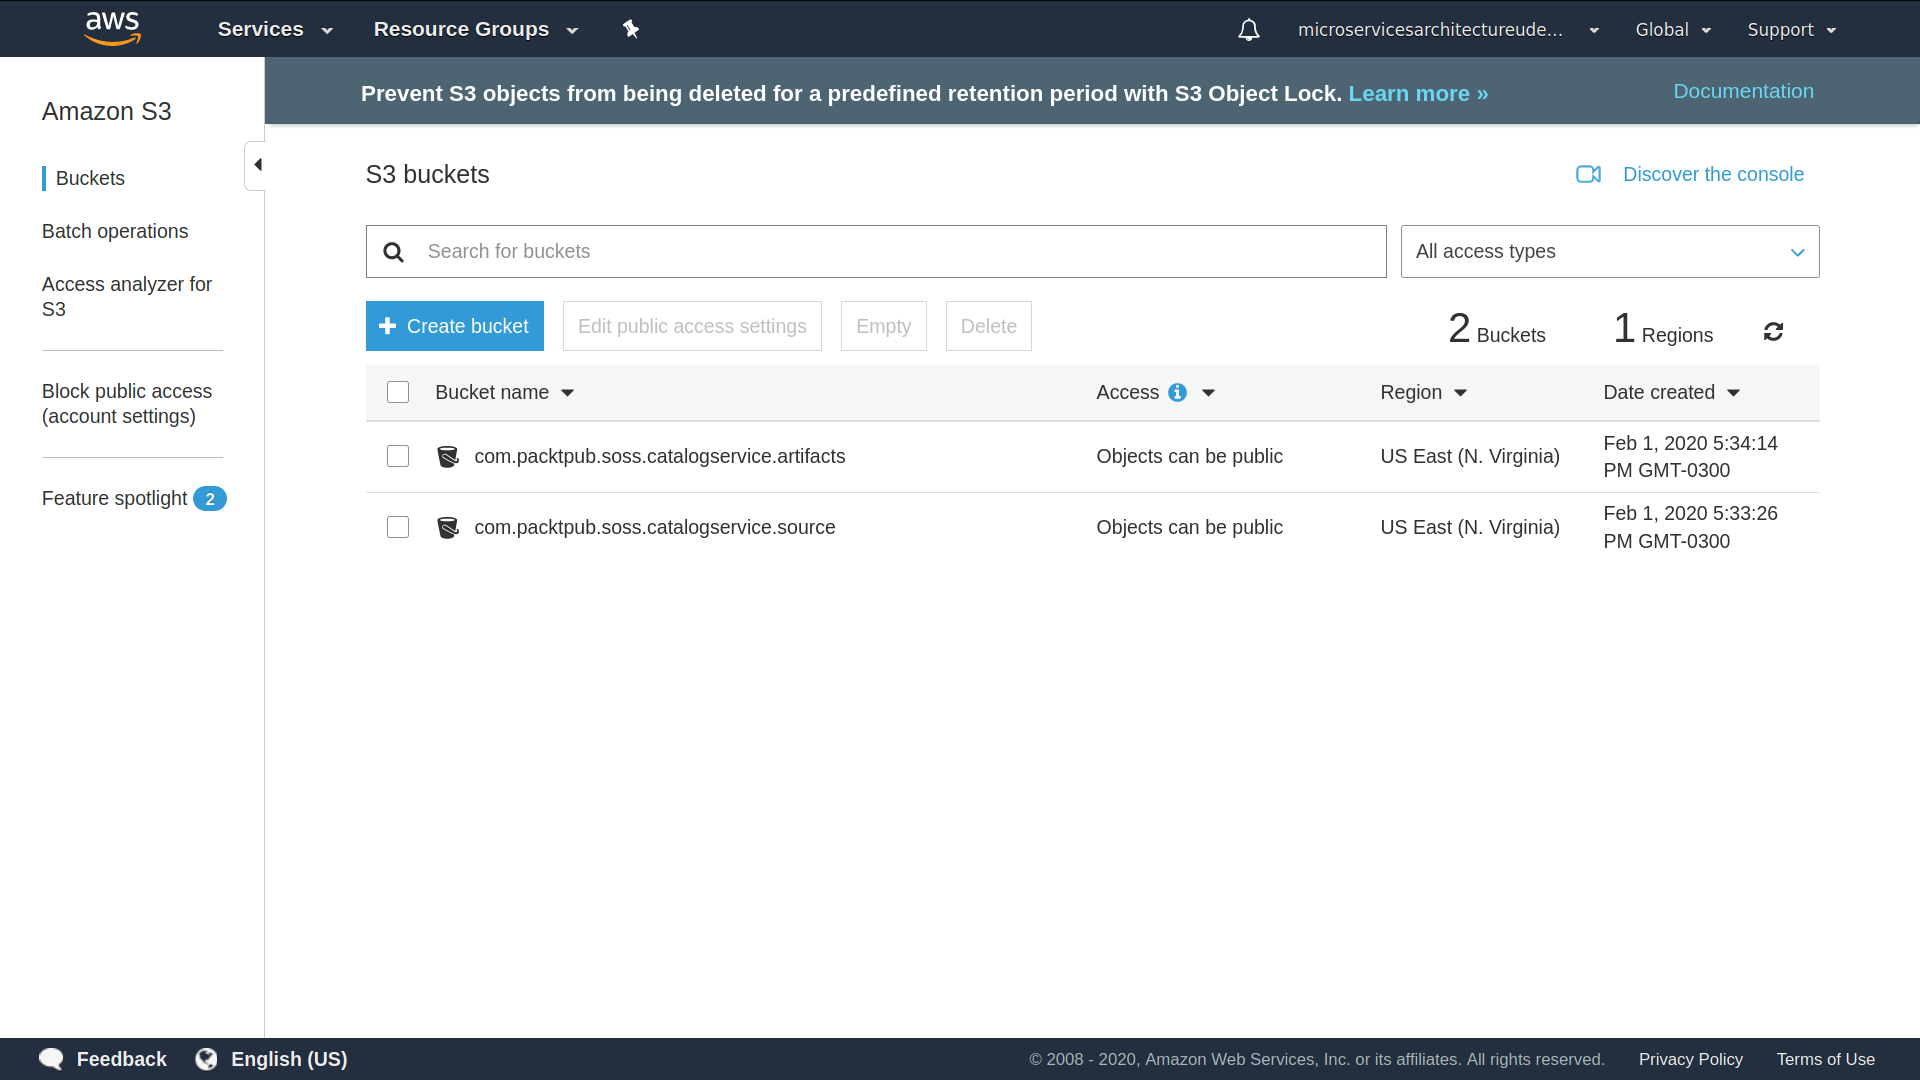 aws Services Resource Groups microservicesarchitectureude... Global Support
Prevent S3 objects from being deleted for a predefined retention period with S3 Object Lock. Learn more » Documentation
Amazon S3
Buckets
Batch operations
Access analyzer for
S3
Block public access
(account settings)
Feature spotlight 2
S3 buckets
Discover the console
Search for buckets
All access types
Create bucket Edit public access settings Empty Delete
2 Buckets 1 Regions
Bucket name Access Region Date created
com.packtpub.soss.catalogservice.artifacts Objects can be public US East (N. Virginia) Feb 1, 2020 5:34:14
PM GMT-0300
com.packtpub.soss.catalogservice.source Objects can be public US East (N. Virginia) Feb 1, 2020 5:33:26
PM GMT-0300
Feedback English (US) © 2008 - 2020, Amazon Web Services, Inc. or its affiliates. All rights reserved. Privacy Policy Terms of Use